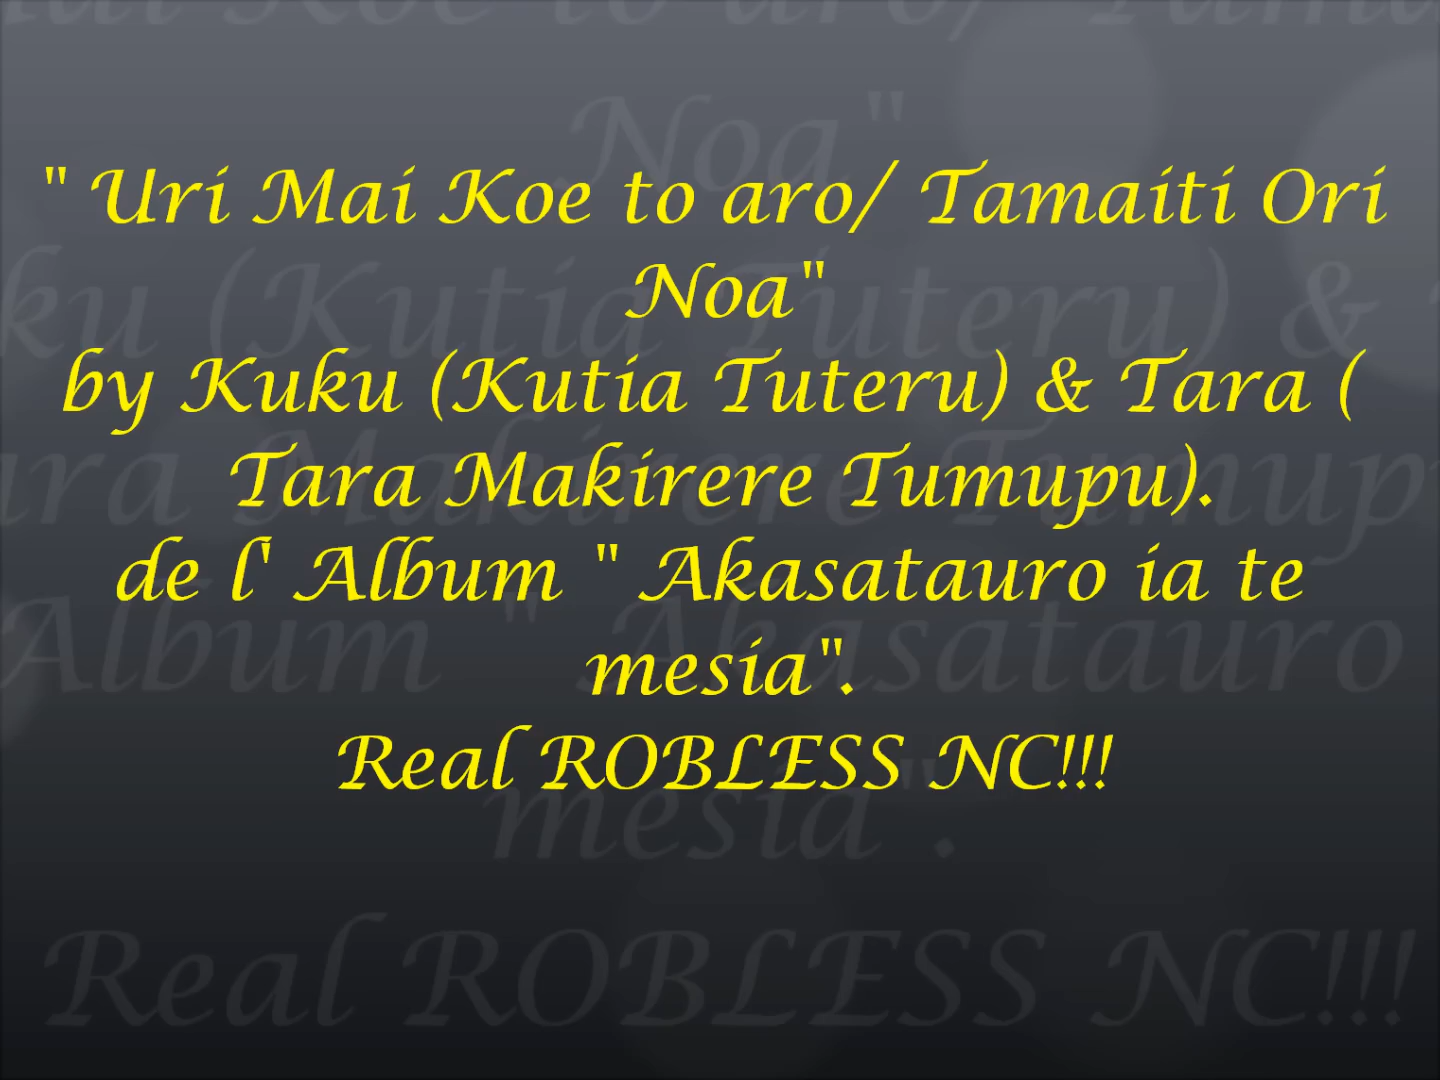 " Uri Mai Koe to aro/ Tamaiti Ori
Noa"
by Kuku (Kutia Tuteru) & Tara (
Tara Makirere Tumupu).
de l' Album " Akasatauro ia te
mesia".
Real ROBLESS NC!!!